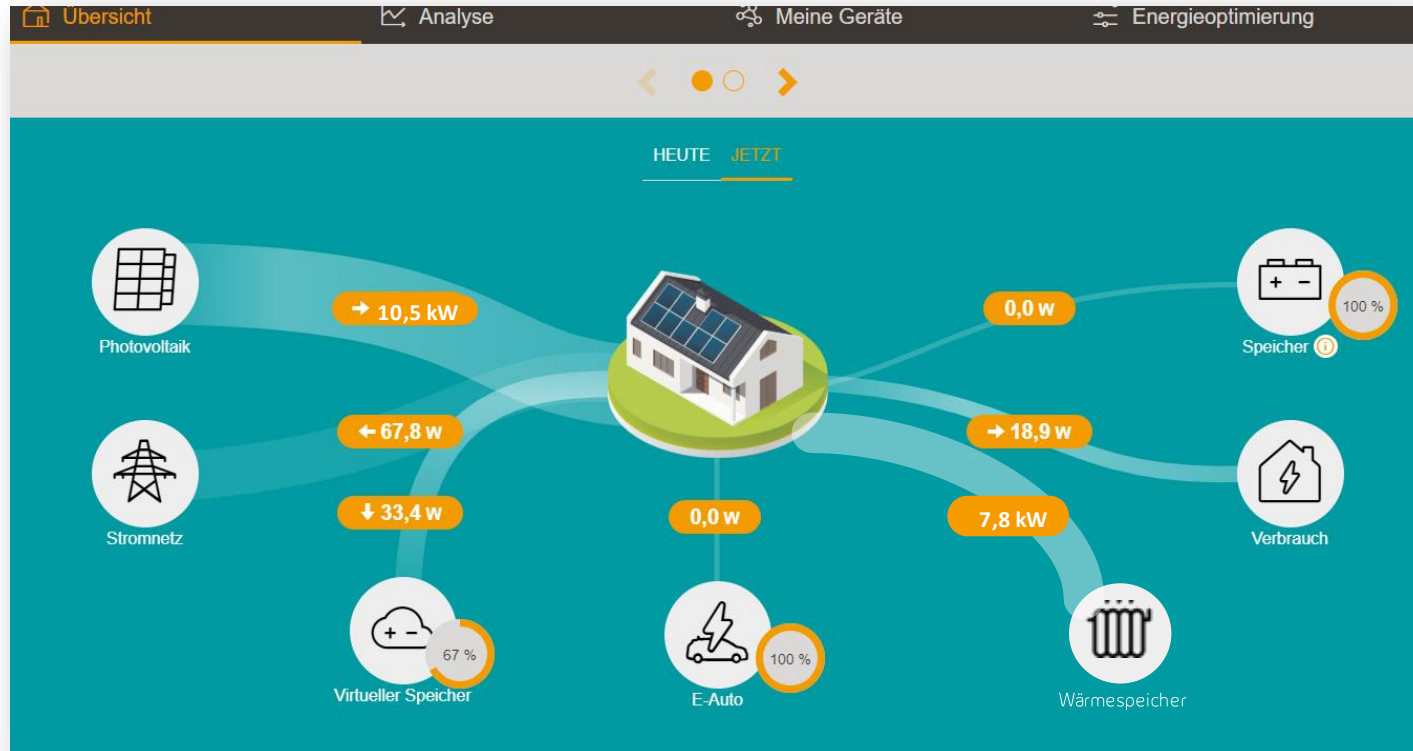 Übersicht
Analyse
Meine Geräte
Energieoptimierung
HEUTE JETZT
Photovoltaik
→ 10,5 kW
0,0 w
+ −
100 %
Speicher i
← 67,8 w
→ 18,9 w
Stromnetz
↓ 33,4 w
0,0 w
7,8 kW
Verbrauch
+ −
67 %
Virtueller Speicher
100 %
E-Auto
Wärmespeicher